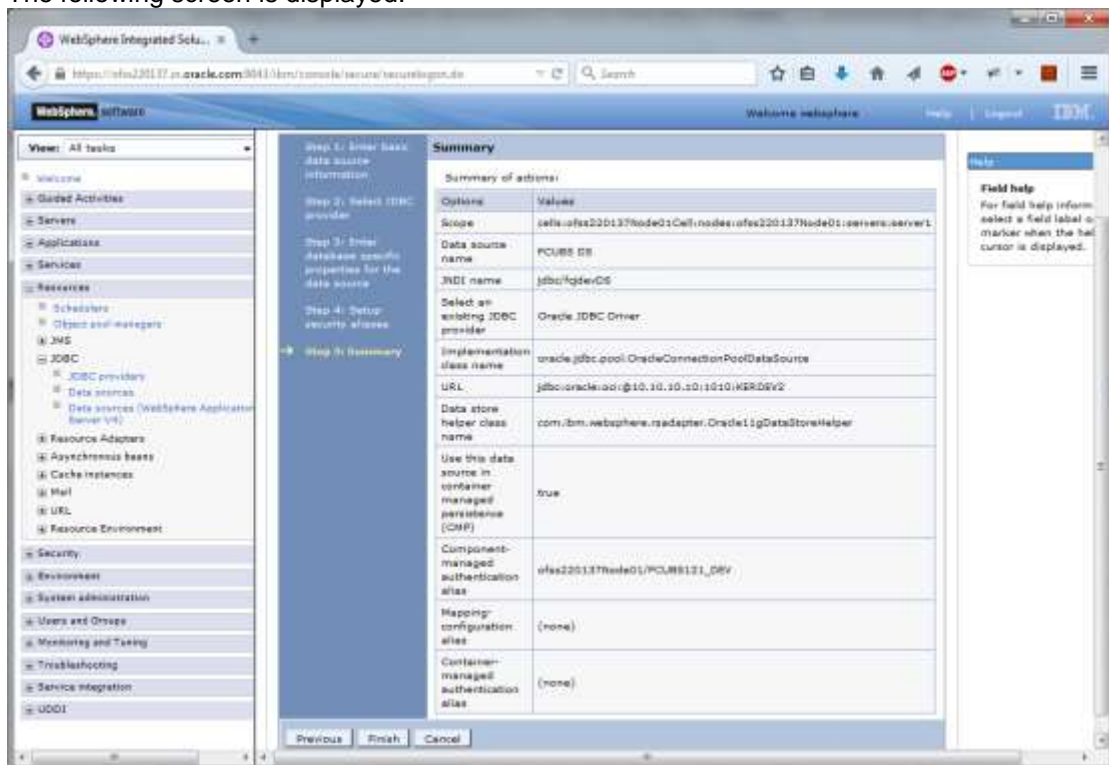 The following screen is displayed:
WebSphere Integrated Solu...
https://ofss220137.in.oracle.com:9043/ibm/console/secure/securelogon.do
Search
WebSphere. software
Welcome websphere
Help | Logout
IBM.
View: All tasks
Welcome
Guided Activities
Servers
Applications
Services
Resources
Schedulers
Object pool managers
JMS
JDBC
JDBC providers
Data sources
Data sources (WebSphere Application
Server V4)
Resource Adapters
Asynchronous beans
Cache instances
Mail
URL
Resource Environment
Security
Environment
System administration
Users and Groups
Monitoring and Tuning
Troubleshooting
Service integration
UDDI
Step 1: Enter basic
data source
information
Step 2: Select JDBC
provider
Step 3: Enter
database specific
properties for the
data source
Step 4: Setup
security aliases
Step 5: Summary
Summary
Summary of actions:
Options Values
Scope cells:ofss220137Node01Cell:nodes:ofss220137Node01:servers:server1
Data source
name FCUBS DS
JNDI name jdbc/fcjdevDS
Select an
existing JDBC
provider Oracle JDBC Driver
Implementation
class name oracle.jdbc.pool.OracleConnectionPoolDataSource
URL jdbc:oracle:oci:@10.10.10.10:1010:KERDEV2
Data store
helper class
name com.ibm.websphere.rsadapter.Oracle11gDataStoreHelper
Use this data
source in
container
managed
persistence
(CMP) true
Component-
managed
authentication
alias ofss220137Node01/FCUBS121_DEV
Mapping-
configuration
alias (none)
Container-
managed
authentication
alias (none)
Previous Finish Cancel
Help
Field help
For field help inform
select a field label o
marker when the hel
cursor is displayed.